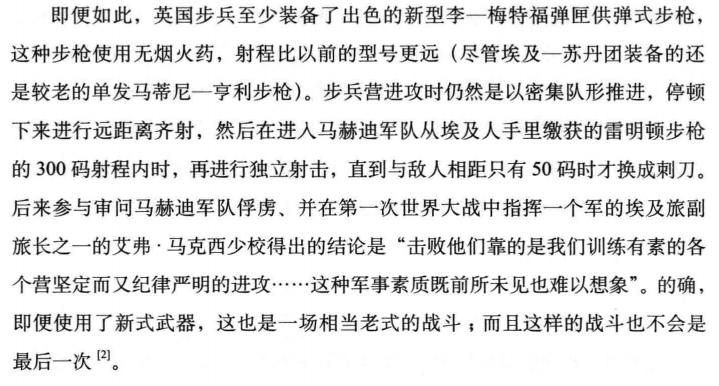 即便如此，英国步兵至少装备了出色的新型李—梅特福弹匣供弹式步枪，
这种步枪使用无烟火药，射程比以前的型号更远（尽管埃及—苏丹团装备的还
是较老的单发马蒂尼—亨利步枪）。步兵营进攻时仍然是以密集队形推进，停顿
下来进行远距离齐射，然后在进入马赫迪军队从埃及人手里缴获的雷明顿步枪
的 300 码射程内时，再进行独立射击，直到与敌人相距只有 50 码时才换成刺刀。
后来参与审问马赫迪军队俘虏、并在第一次世界大战中指挥一个军的埃及旅副
旅长之一的艾弗·马克西少校得出的结论是“击败他们靠的是我们训练有素的各
个营坚定而又纪律严明的进攻……这种军事素质既前所未见也难以想象”。的确，
即便使用了新式武器，这也是一场相当老式的战斗；而且这样的战斗也不会是
最后一次 [2]。